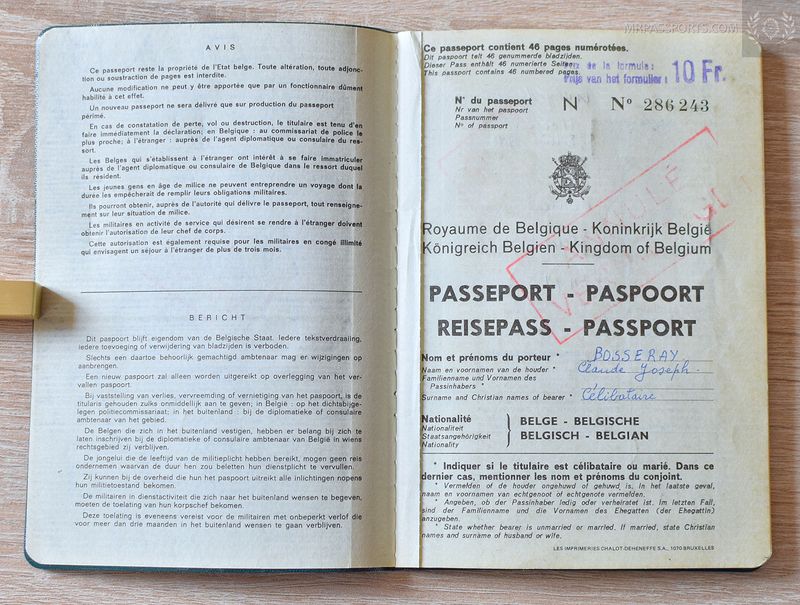 MRPASSPORTS.COM
AVIS
Ce passeport reste la propriété de l'Etat belge. Toute altération, toute adjonc-
tion ou soustraction de pages est interdite.
Aucune modification ne peut y être apportée que par un fonctionnaire dûment
habilité à cet effet.
Un nouveau passeport ne sera délivré que sur production du passeport
périmé.
En cas de constatation de perte, vol ou destruction, le titulaire est tenu d'en
faire immédiatement la déclaration; en Belgique : au commissariat de police le
plus proche; à l'étranger : auprès de l'agent diplomatique ou consulaire du res-
sort.
Les Belges qui s'établissent à l'étranger ont intérêt à se faire immatriculer
auprès de l'agent diplomatique ou consulaire de Belgique dans le ressort duquel
ils résident.
Les jeunes gens en âge de milice ne peuvent entreprendre un voyage dont la
durée les empêcherait de remplir leurs obligations militaires.
Ils pourront obtenir, auprès de l'autorité qui délivre le passeport, tout renseigne-
ment sur leur situation de milice.
Les militaires en activité de service qui désirent se rendre à l'étranger doivent
obtenir l'autorisation de leur chef de corps.
Cette autorisation est également requise pour les militaires en congé illimité
qui envisagent un séjour à l'étranger de plus de trois mois.
BERICHT
Dit paspoort blijft eigendom van de Belgische Staat. Iedere tekstverdraaiing,
iedere toevoeging of verwijdering van bladzijden is verboden.
Slechts een daartoe behoorlijk gemachtigd ambtenaar mag er wijzigingen op
aanbrengen.
Een nieuw paspoort zal alleen worden uitgereikt op overlegging van het ver-
vallen paspoort.
Bij vaststelling van verlies, vervreemding of vernietiging van het paspoort, is de
titularis gehouden zulks onmiddellijk aan te geven; in België : op het dichtsbijge-
legen politiecommissariaat; in het buitenland : bij de diplomatieke of consulaire
ambtenaar van het gebied.
De Belgen die zich in het buitenland vestigen, hebben er belang bij zich te
laten inschrijven bij de diplomatieke of consulaire ambtenaar van België in wiens
rechtsgebied zij verblijven.
De jongelui die de leeftijd van de militieplicht hebben bereikt, mogen geen reis
ondernemen waarvan de duur hen zou beletten hun dienstplicht te vervullen.
Zij kunnen bij de overheid die hun het paspoort uitreikt alle inlichtingen nopens
hun militietoestand bekomen.
De militairen in dienstactiviteit die zich naar het buitenland wensen te begeven,
moeten de toelating van hun korpschef bekomen.
Deze toelating is eveneens vereist voor de militairen met onbeperkt verlof die
voor meer dan drie maanden in het buitenland wensen te gaan verblijven.
Ce passeport contient 46 pages numérotées.
Dit paspoort telt 46 genummerde bladzijden.
Dieser Pass enthält 46 numerierte Seiten.
This passport contains 46 numbered pages.
Prix de la formule :
Prijs van het formulier : 10 Fr.
N° du passeport N N° 286243
Nr van het paspoort
Passnummer
No of passport
ANNULÉ
Royaume de Belgique - Koninkrijk België
Königreich Belgien - Kingdom of Belgium
PASSEPORT - PASPOORT
REISEPASS - PASSPORT
Nom et prénoms du porteur * BOSSERAY
Naam en voornamen van de houder * Claude Joseph.
Familienname und Vornamen des
Passinhabers *
Surname and Christian names of bearer * Célibataire
Nationalité
Nationaliteit
Staatsangehörigkeit
Nationality
BELGE - BELGISCHE
BELGISCH - BELGIAN
* Indiquer si le titulaire est célibataire ou marié. Dans ce
dernier cas, mentionner les nom et prénoms du conjoint.
* Vermelden of de houder ongehuwd of gehuwd is. In het laatste geval,
naam en voornamen van echtgenoot of echtgenote vermelden.
* Angeben, ob der Passinhaber ledig oder verheiratet ist. Im letzten Fall,
sind der Familienname und die Vornamen des Ehegatten (der Ehegattin)
anzugeben.
* State whether bearer is unmarried or married. If married, state Christian
names and surname of husband or wife.
LES IMPRIMERIES CHALOT-DEHENEFFE S.A., 1070 BRUXELLES